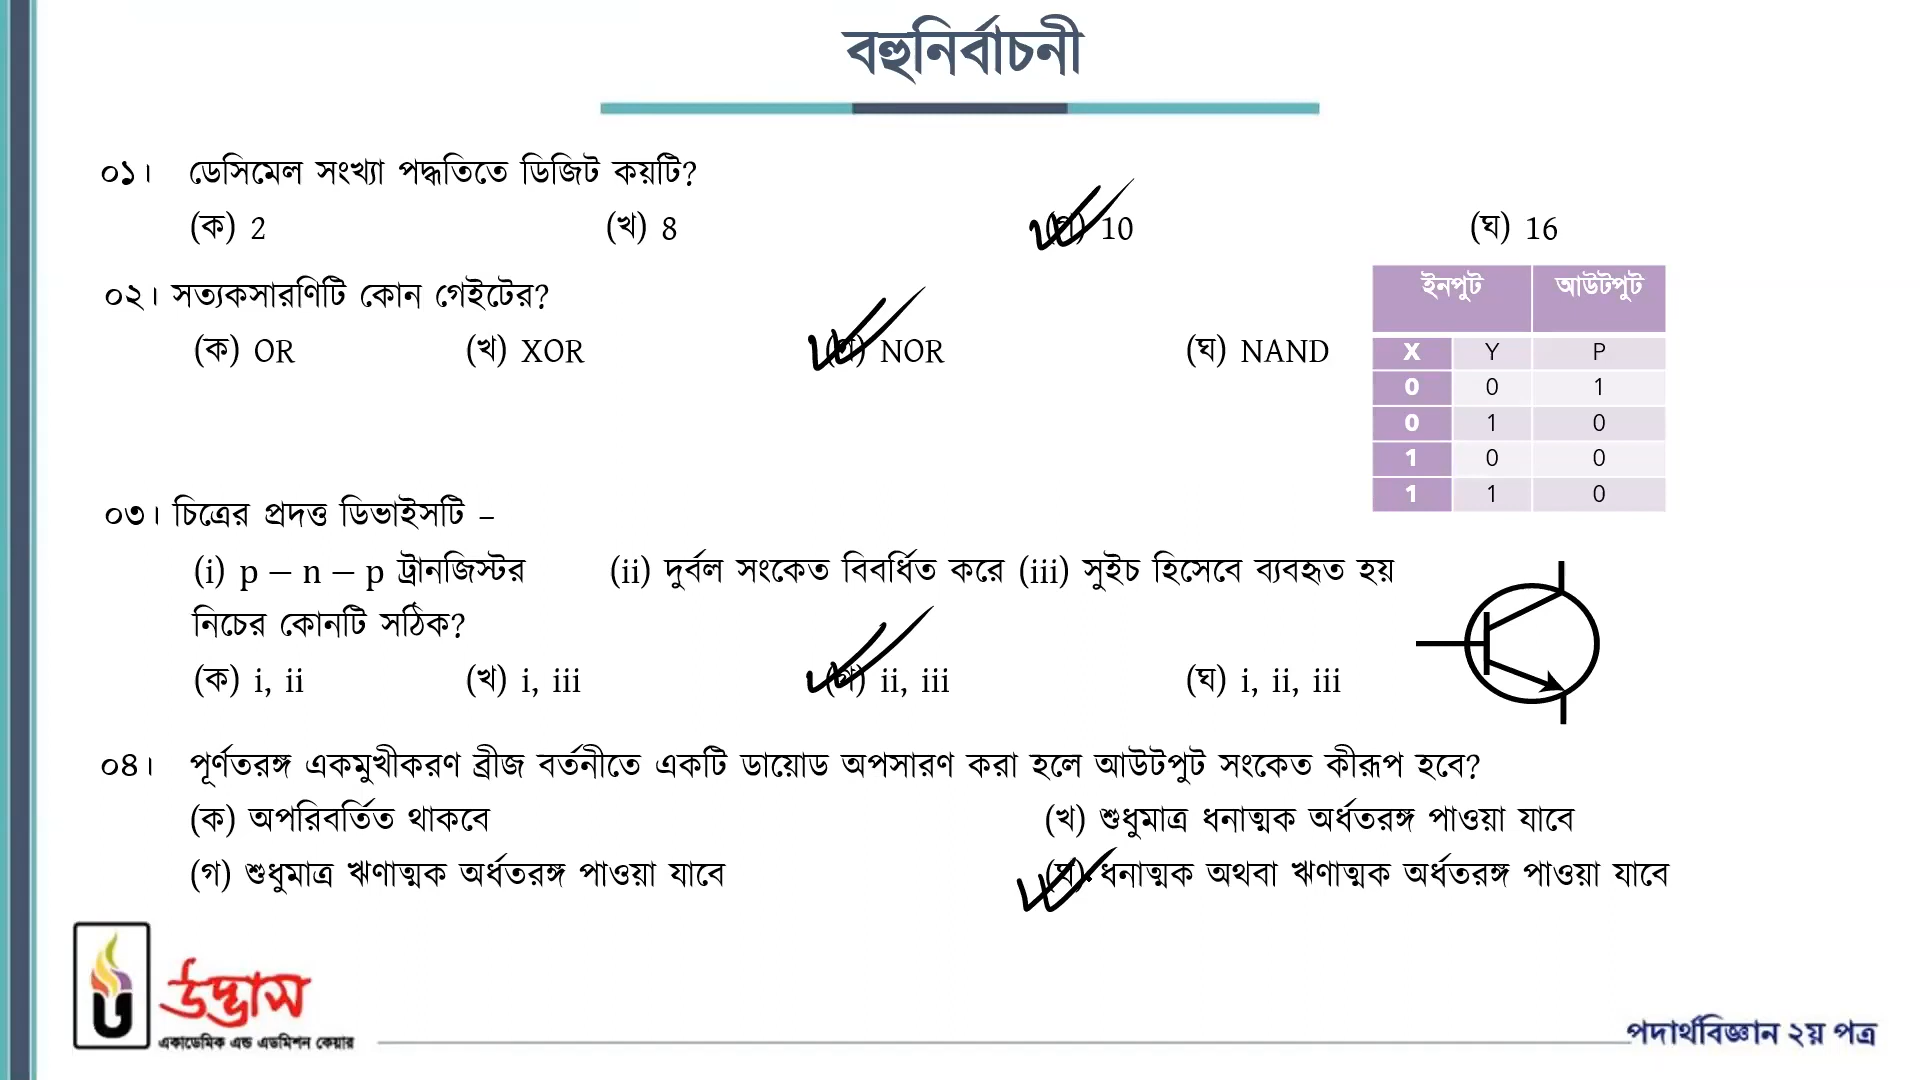 বহুনির্বাচনী
০১। ডেসিমেল সংখ্যা পদ্ধতিতে ডিজিট কয়টি?
(ক) 2 (খ) 8 (গ) 10 (ঘ) 16
০২। সত্যকসারণিটি কোন গেইটের?
(ক) OR (খ) XOR (গ) NOR (ঘ) NAND
ইনপুট আউটপুট
X Y P
0 0 1
0 1 0
1 0 0
1 1 0
০৩। চিত্রের প্রদত্ত ডিভাইসটি –
(i) p – n – p ট্রানজিস্টর (ii) দুর্বল সংকেত বিবর্ধিত করে (iii) সুইচ হিসেবে ব্যবহৃত হয়
নিচের কোনটি সঠিক?
(ক) i, ii (খ) i, iii (গ) ii, iii (ঘ) i, ii, iii
০৪। পূর্ণতরঙ্গ একমুখীকরণ ব্রীজ বর্তনীতে একটি ডায়োড অপসারণ করা হলে আউটপুট সংকেত কীরূপ হবে?
(ক) অপরিবর্তিত থাকবে (খ) শুধুমাত্র ধনাত্মক অর্ধতরঙ্গ পাওয়া যাবে
(গ) শুধুমাত্র ঋণাত্মক অর্ধতরঙ্গ পাওয়া যাবে (ঘ) ধনাত্মক অথবা ঋণাত্মক অর্ধতরঙ্গ পাওয়া যাবে
উদ্ভাস
একাডেমিক এন্ড এডমিশন কেয়ার
পদার্থবিজ্ঞান ২য় পত্র